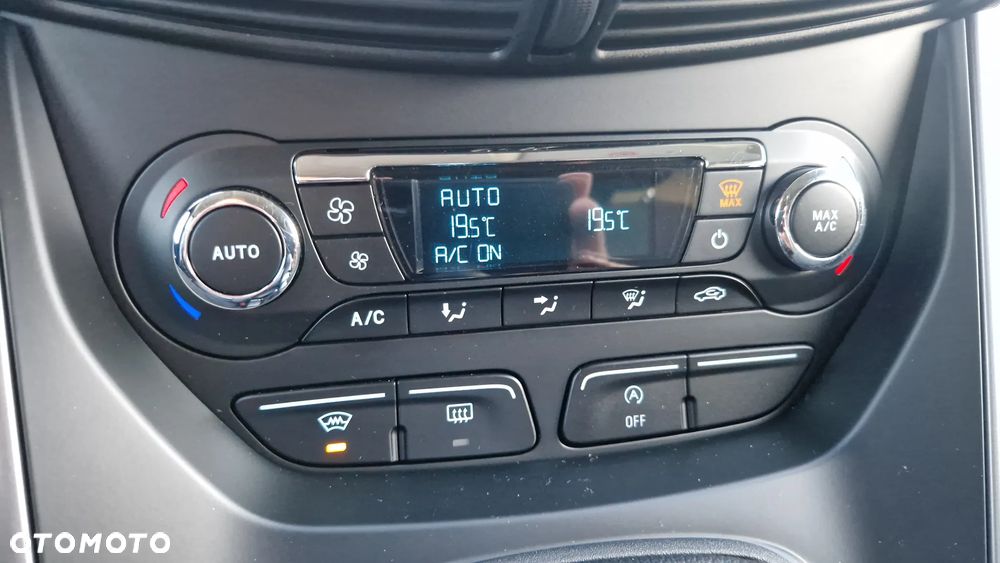 AUTO
19.5°C 19.5°C
A/C ON
MAX
AUTO
MAX
A/C
A/C
OFF
OTOMOTO